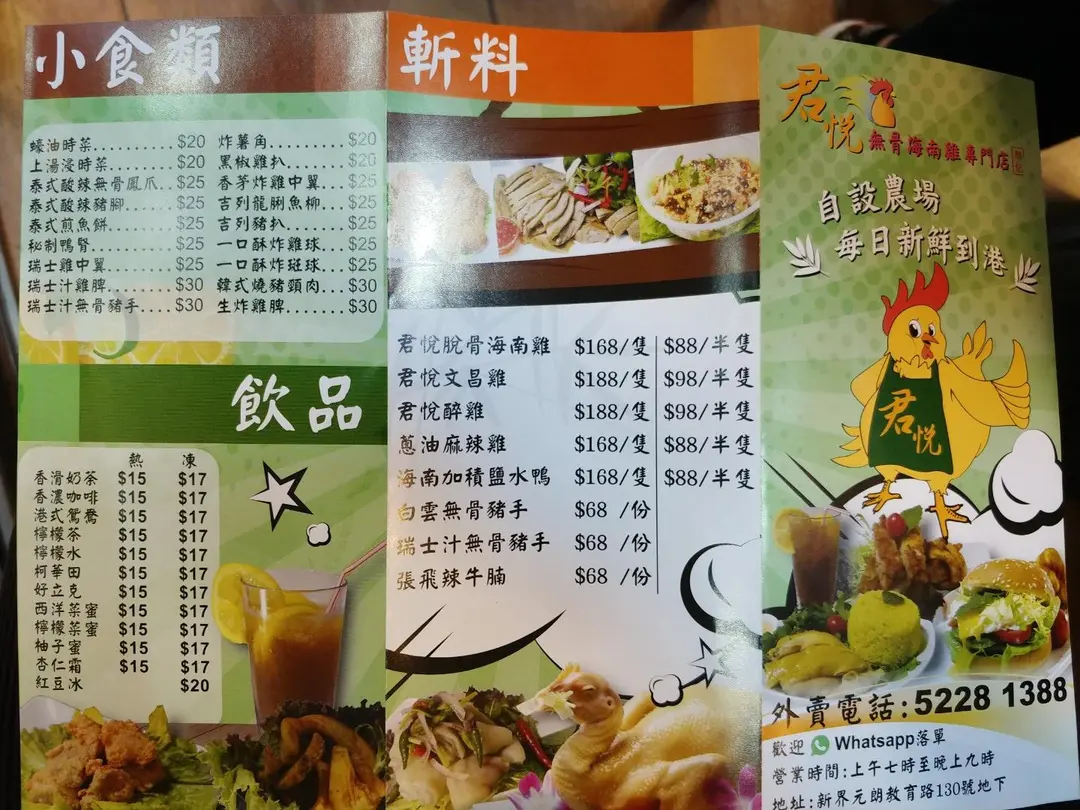 小食類
蠔油時菜...........$20
上湯浸時菜........$20
泰式酸辣無骨鳳爪..$25
泰式酸辣豬腳.......$25
泰式煎魚餅.........$25
秘制鴨腎...........$25
瑞士雞中翼.........$25
瑞士汁雞脾.........$30
瑞士汁無骨豬手....$30
炸薯角.........$20
黑椒雞扒.......$20
香茅炸雞中翼...$25
吉列龍脷魚柳..$25
吉列豬扒.......$25
一口酥炸雞球...$25
一口酥炸斑球...$25
韓式燒豬頸肉...$30
生炸雞脾.......$30
飲品
熱 凍
香滑奶茶 $15 $17
香濃咖啡 $15 $17
港式鴛鴦 $15 $17
檸檬茶 $15 $17
檸檬水 $15 $17
柯華田 $15 $17
好立克 $15 $17
西洋菜蜜 $15 $17
檸檬菜蜜 $15 $17
柚子蜜 $15 $17
杏仁霜 $15 $17
紅豆冰 $20
斬料
君悅脫骨海南雞 $168/隻 $88/半隻
君悅文昌雞 $188/隻 $98/半隻
君悅醉雞 $188/隻 $98/半隻
蔥油麻辣雞 $168/隻 $88/半隻
海南加積鹽水鴨 $168/隻 $88/半隻
白雲無骨豬手 $68 /份
瑞士汁無骨豬手 $68 /份
張飛辣牛腩 $68 /份
君悅
無骨海南雞專門店
自設農場
每日新鮮到港
君悅
外賣電話:5228 1388
歡迎 Whatsapp落單
營業時間:上午七時至晚上九時
地址:新界元朗教育路130號地下